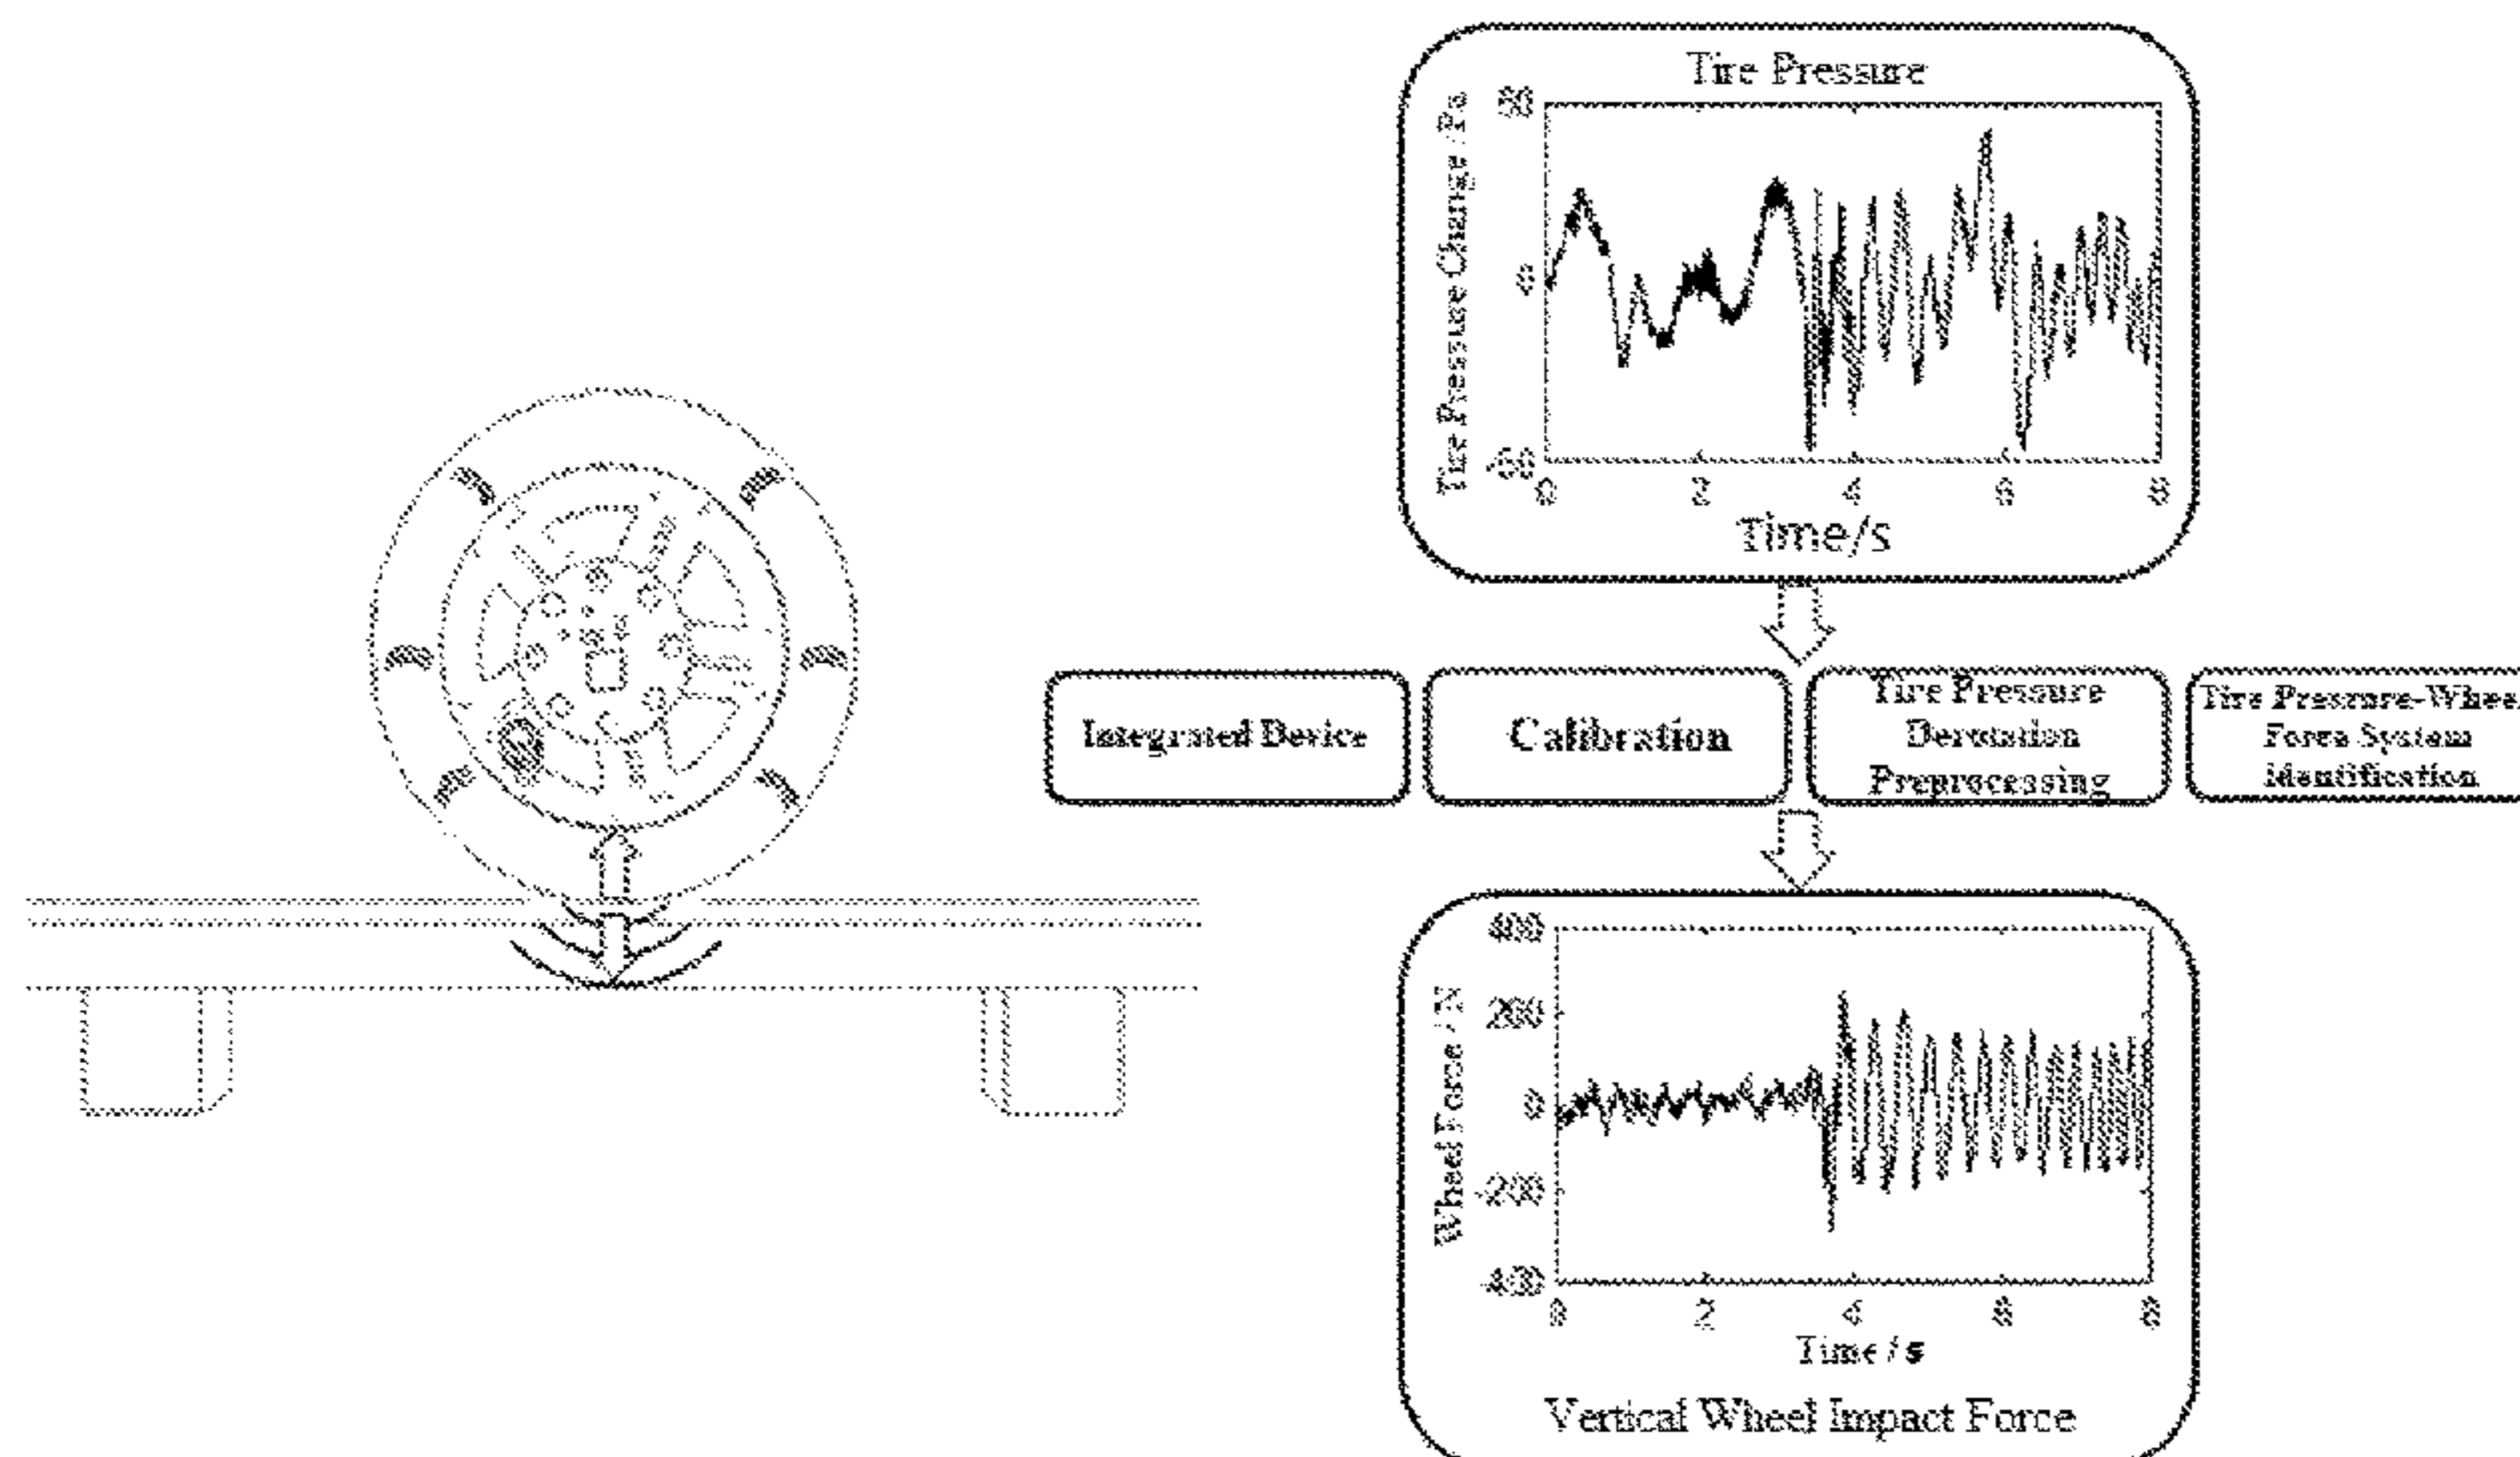 Tire Pressure
Tire Pressure Change /Pa
50
0
-50
0 2 4 6 8
Time/s
Integrated Device
Calibration
Tire Pressure
Derotation
Preprocessing
Tire Pressure-Wheel
Force System
Identification
Wheel Force / N
400
200
0
-200
-400
0 2 4 6 8
Time / s
Vertical Wheel Impact Force